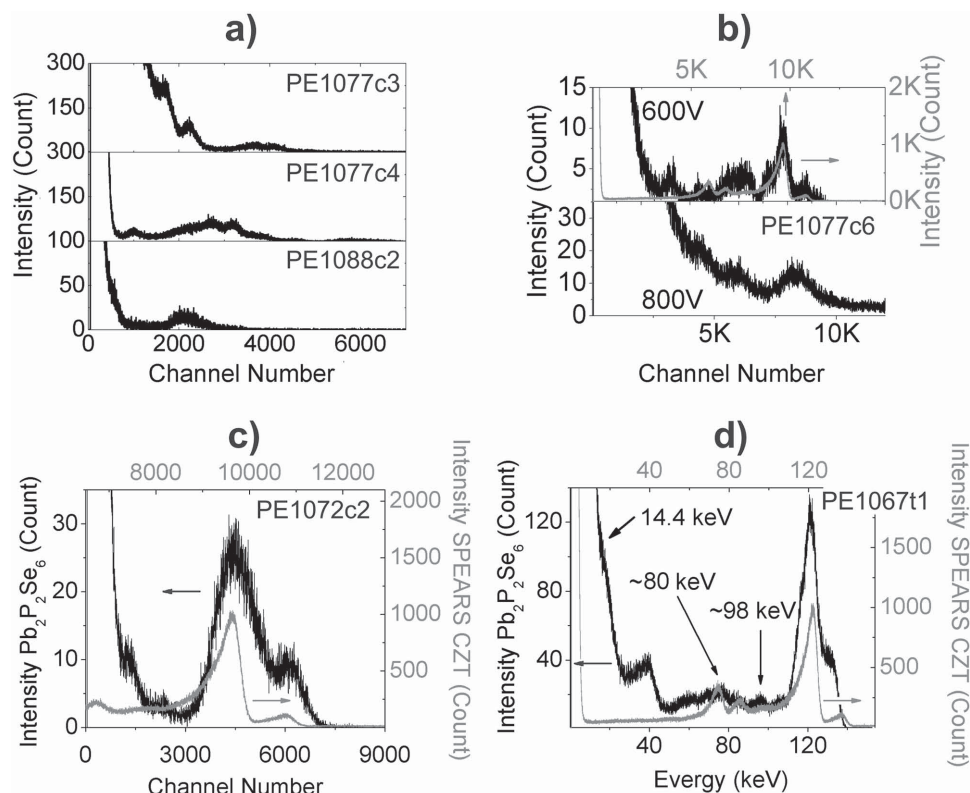 a)
300
PE1077c3
150
300
PE1077c4
150
100
PE1088c2
50
0
Intensity (Count)
0 2000 4000 6000
Channel Number
b)
5K 10K
15
10
5
600V
2K
1K
0K
Intensity (Count)
PE1077c6
30
20
10
0
800V
Intensity (Count)
Intensity (Count)
5K 10K
Channel Number
c)
8000 10000 12000
PE1072c2
30
20
10
0
Intensity Pb2P2Se6 (Count)
2000
1500
1000
500
Intensity SPEARS CZT (Count)
0 3000 6000 9000
Channel Number
d)
40 80 120
PE1067t1
14.4 keV
~80 keV
~98 keV
120
80
40
Intensity Pb2P2Se6 (Count)
1500
1000
500
Intensity SPEARS CZT (Count)
40 80 120
Evergy (keV)